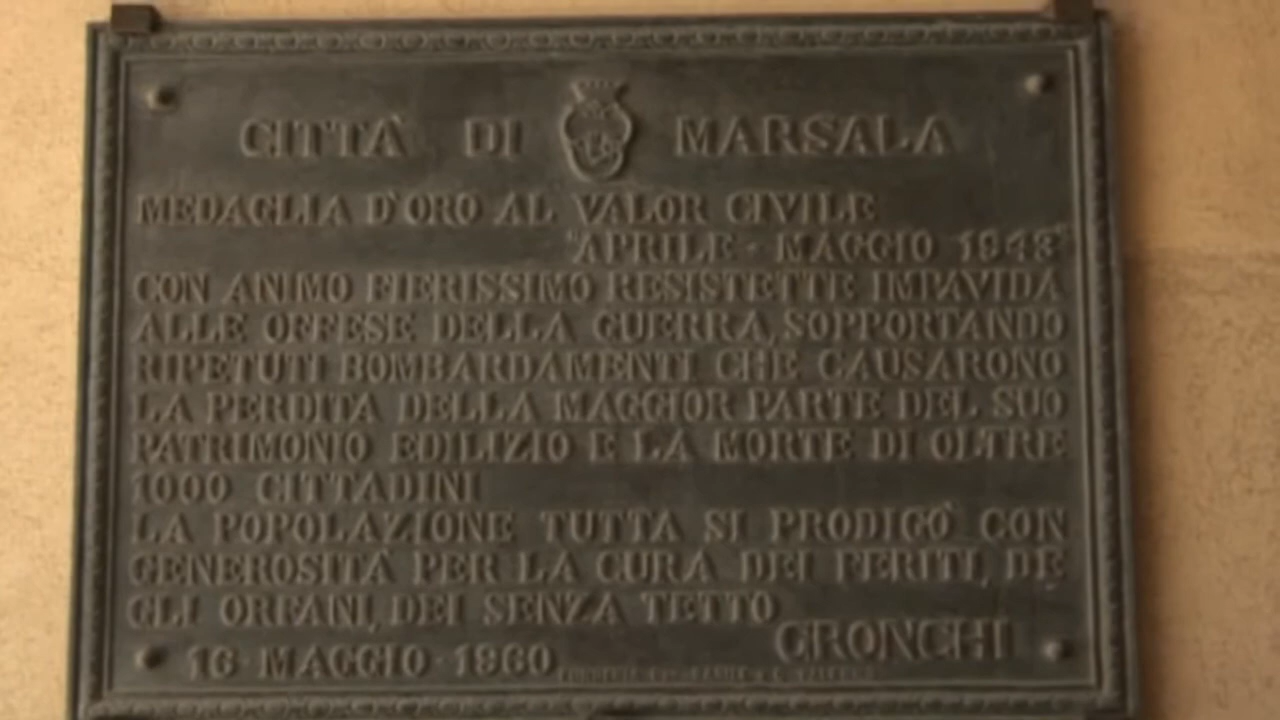 CITTÀ DI MARSALA
MEDAGLIA D'ORO AL VALOR CIVILE
"APRILE - MAGGIO 1943"
CON ANIMO FIERISSIMO RESISTETTE IMPAVIDA
ALLE OFFESE DELLA GUERRA, SOPPORTANDO
RIPETUTI BOMBARDAMENTI CHE CAUSARONO
LA PERDITA DELLA MAGGIOR PARTE DEL SUO
PATRIMONIO EDILIZIO E LA MORTE DI OLTRE
1000 CITTADINI
LA POPOLAZIONE TUTTA SI PRODIGÒ CON
GENEROSITÀ PER LA CURA DEI FERITI, DE
GLI ORFANI, DEI SENZA TETTO
GRONCHI
16 MAGGIO 1960
FONDERIA